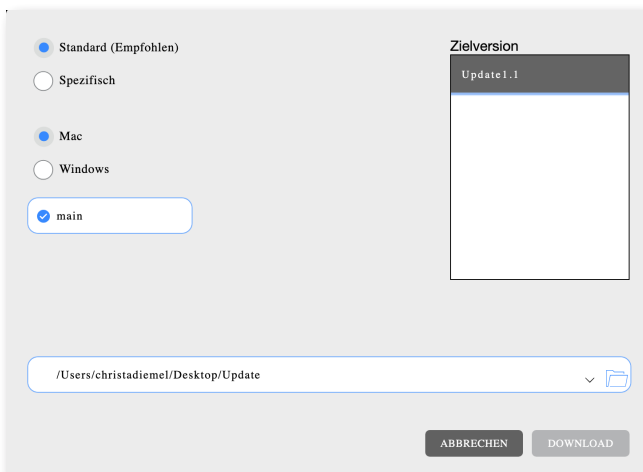 Standard (Empfohlen)
Spezifisch
Mac
Windows
main
Zielversion
Update1.1
/Users/christadiemel/Desktop/Update
ABBRECHEN
DOWNLOAD